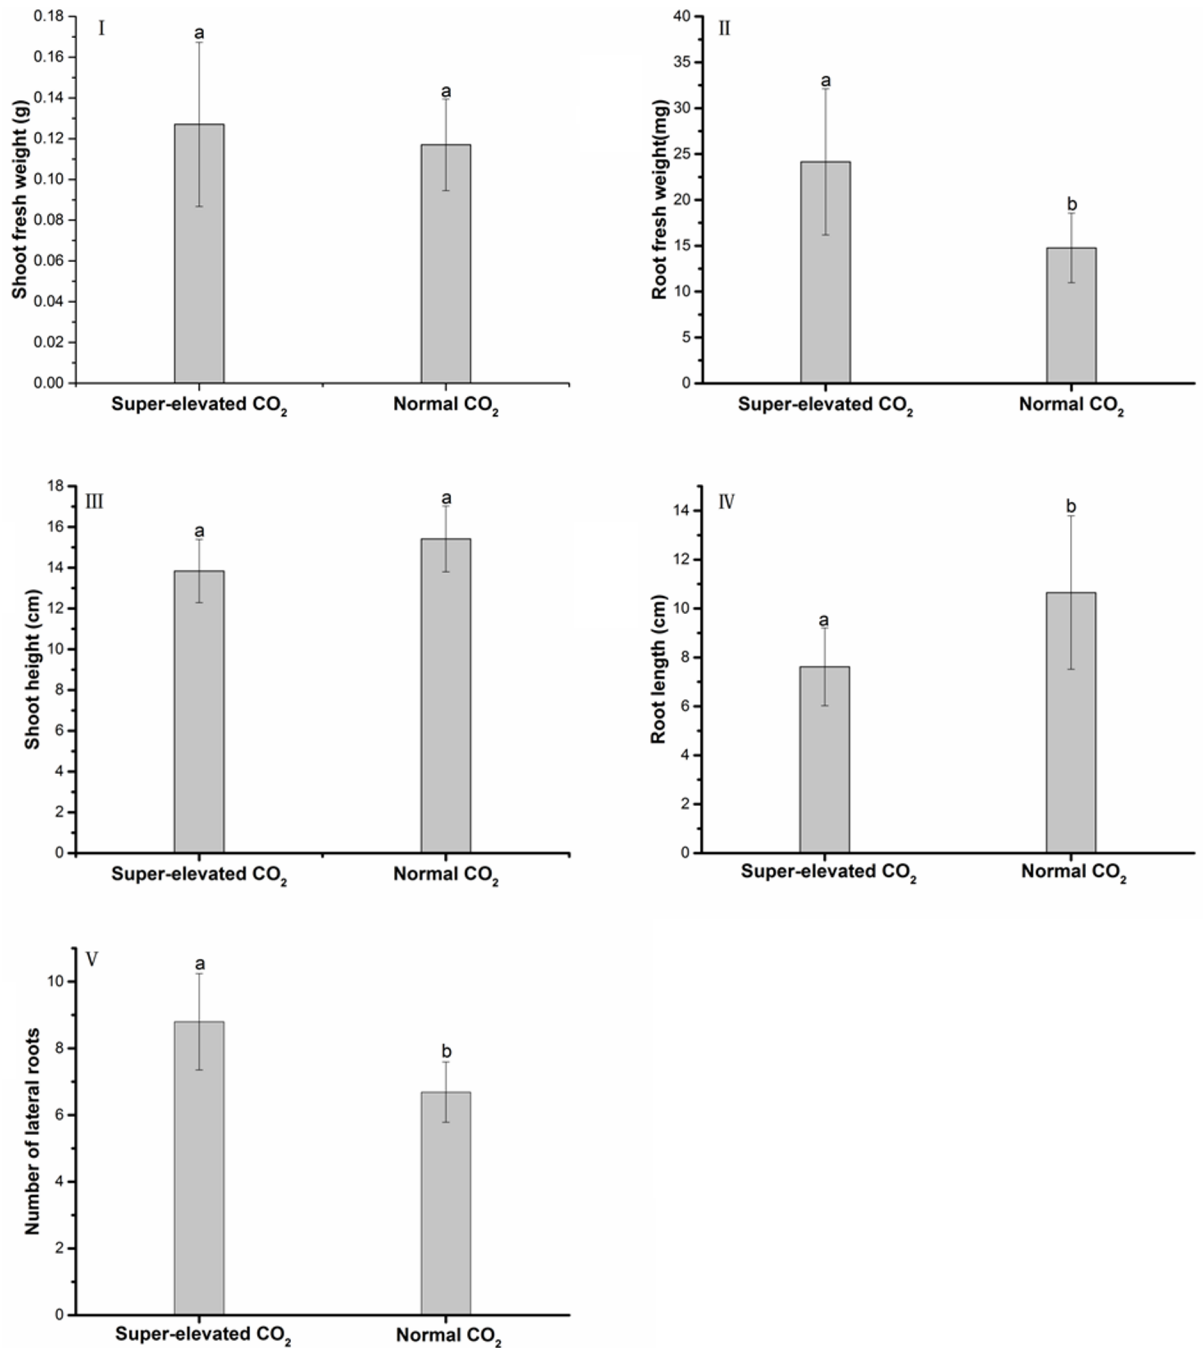 I
Shoot fresh weight (g)
0.18
0.16
0.14
0.12
0.10
0.08
0.06
0.04
0.02
0.00
a
a
Super-elevated CO₂
Normal CO₂
II
Root fresh weight(mg)
40
35
30
25
20
15
10
5
0
a
b
Super-elevated CO₂
Normal CO₂
III
Shoot height (cm)
18
16
14
12
10
8
6
4
2
0
a
a
Super-elevated CO₂
Normal CO₂
IV
Root length (cm)
14
12
10
8
6
4
2
0
a
b
Super-elevated CO₂
Normal CO₂
V
Number of lateral roots
10
8
6
4
2
0
a
b
Super-elevated CO₂
Normal CO₂